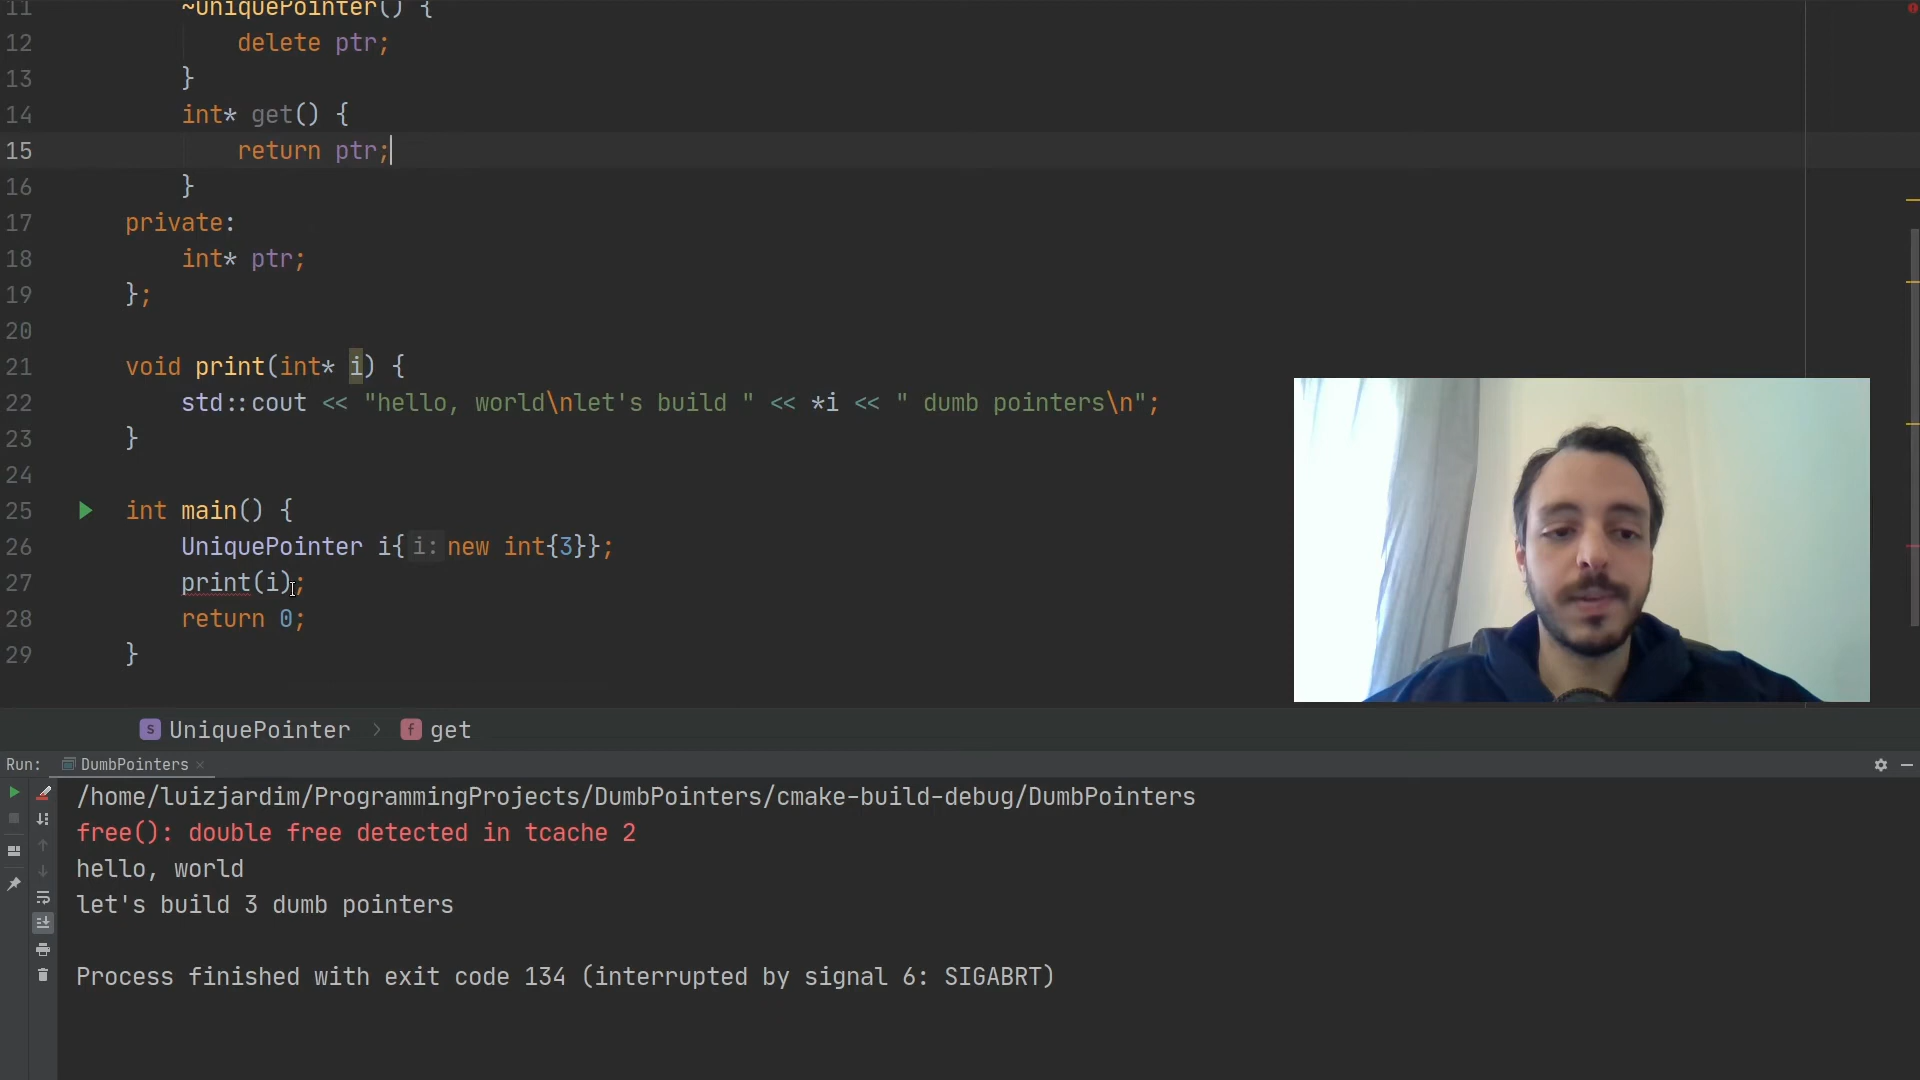 11 ~UniquePointer() {
12 delete ptr;
13 }
14 int* get() {
15 return ptr;
16 }
17 private:
18 int* ptr;
19 };
20
21 void print(int* i) {
22 std::cout << "hello, world\nlet's build " << *i << " dumb pointers\n";
23 }
24
25 int main() {
26 UniquePointer i{ i: new int{3}};
27 print(i);
28 return 0;
29 }
S UniquePointer > f get
Run: DumbPointers ×
/home/luizjardim/ProgrammingProjects/DumbPointers/cmake-build-debug/DumbPointers
free(): double free detected in tcache 2
hello, world
let's build 3 dumb pointers
Process finished with exit code 134 (interrupted by signal 6: SIGABRT)